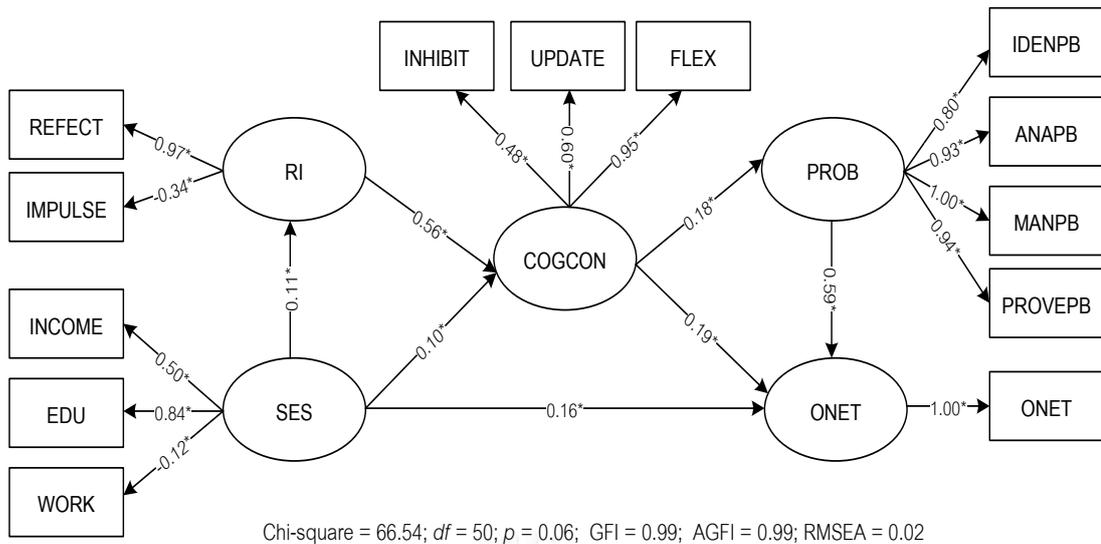 INHIBIT
UPDATE
FLEX
IDENPB
REFECT
ANAPB
IMPULSE
MANPB
PROVEPB
INCOME
EDU
WORK
ONET
RI
COGCON
PROB
SES
ONET
0.97*
-0.34*
0.48*
0.60*
0.95*
0.80*
0.93*
1.00*
0.94*
0.56*
0.18*
0.11*
0.10*
0.19*
0.59*
0.50*
0.84*
-0.12*
0.16*
1.00*
Chi-square = 66.54; df = 50; p = 0.06; GFI = 0.99; AGFI = 0.99; RMSEA = 0.02